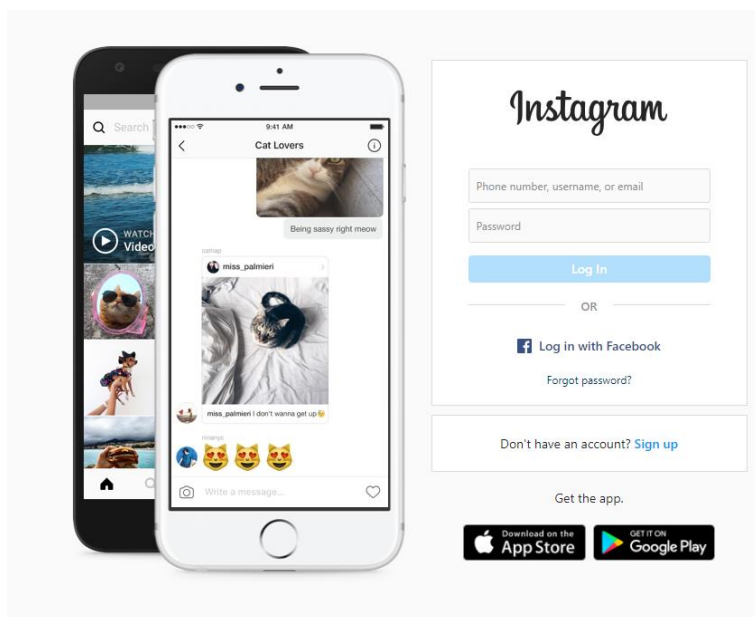 Search
WATCH
Video
9:41 AM
Cat Lovers
Being sassy right meow
catnap
miss_palmieri
miss_palmieri I don't wanna get up
Write a message...
Instagram
Phone number, username, or email
Password
Log In
OR
Log in with Facebook
Forgot password?
Don't have an account? Sign up
Get the app.
Download on the
App Store
GET IT ON
Google Play